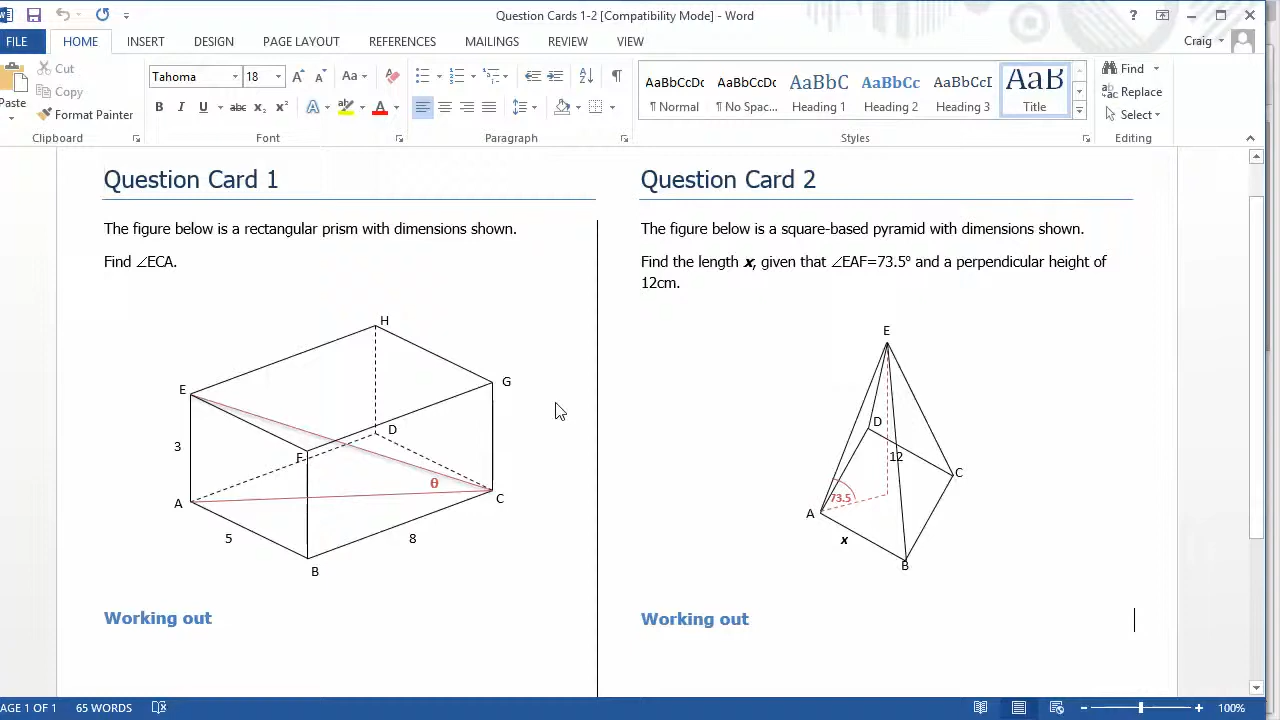 Question Cards 1-2 [Compatibility Mode] - Word
?
FILE HOME INSERT DESIGN PAGE LAYOUT REFERENCES MAILINGS REVIEW VIEW Craig
Paste
Cut
Copy
Format Painter
Clipboard
Tahoma 18 Aa
B I U abc x₂ x² A A
Font
Paragraph
AaBbCcDc AaBbCcDc AaBbC AaBbCc AaBbCcI AaB
¶ Normal ¶ No Spac... Heading Heading 2 Heading 3 Title
Styles
Find
Replace
Select
Editing
Question Card 1
The figure below is a rectangular prism with dimensions shown.
Find ∠ECA.
H
E
G
D
3
F
θ
A
C
5
8
B
Working out
Question Card 2
The figure below is a square-based pyramid with dimensions shown.
Find the length x, given that ∠EAF=73.5° and a perpendicular height of
12cm.
E
D
12
C
73.5
A
x
B
Working out
AGE 1 OF 1 65 WORDS 100%